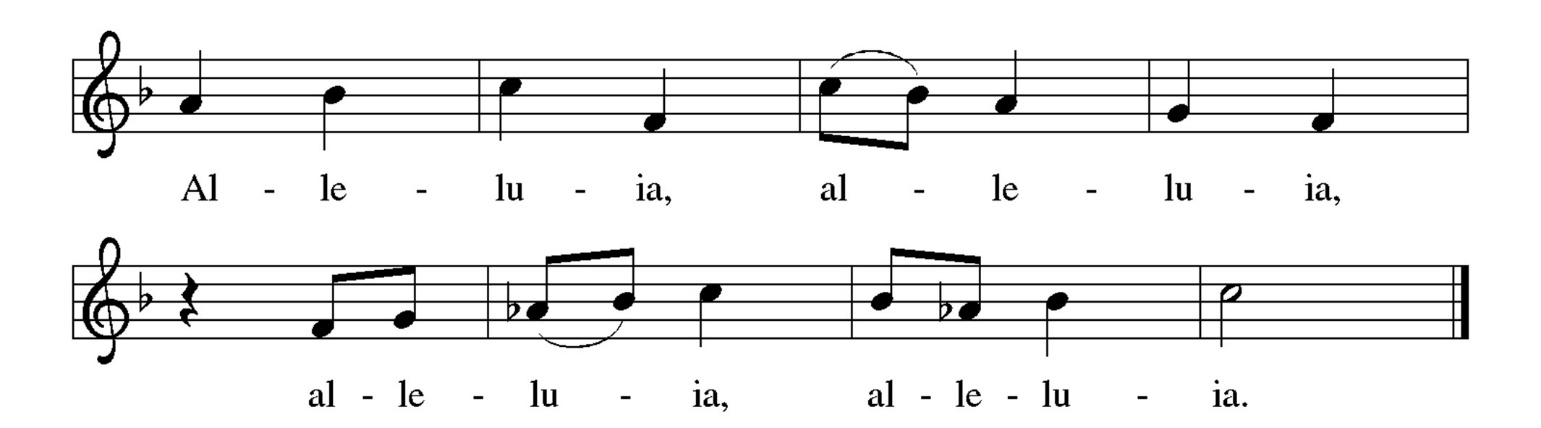 Al - le - lu - ia, al - le - lu - ia,
al - le - lu - ia, al - le - lu - ia.